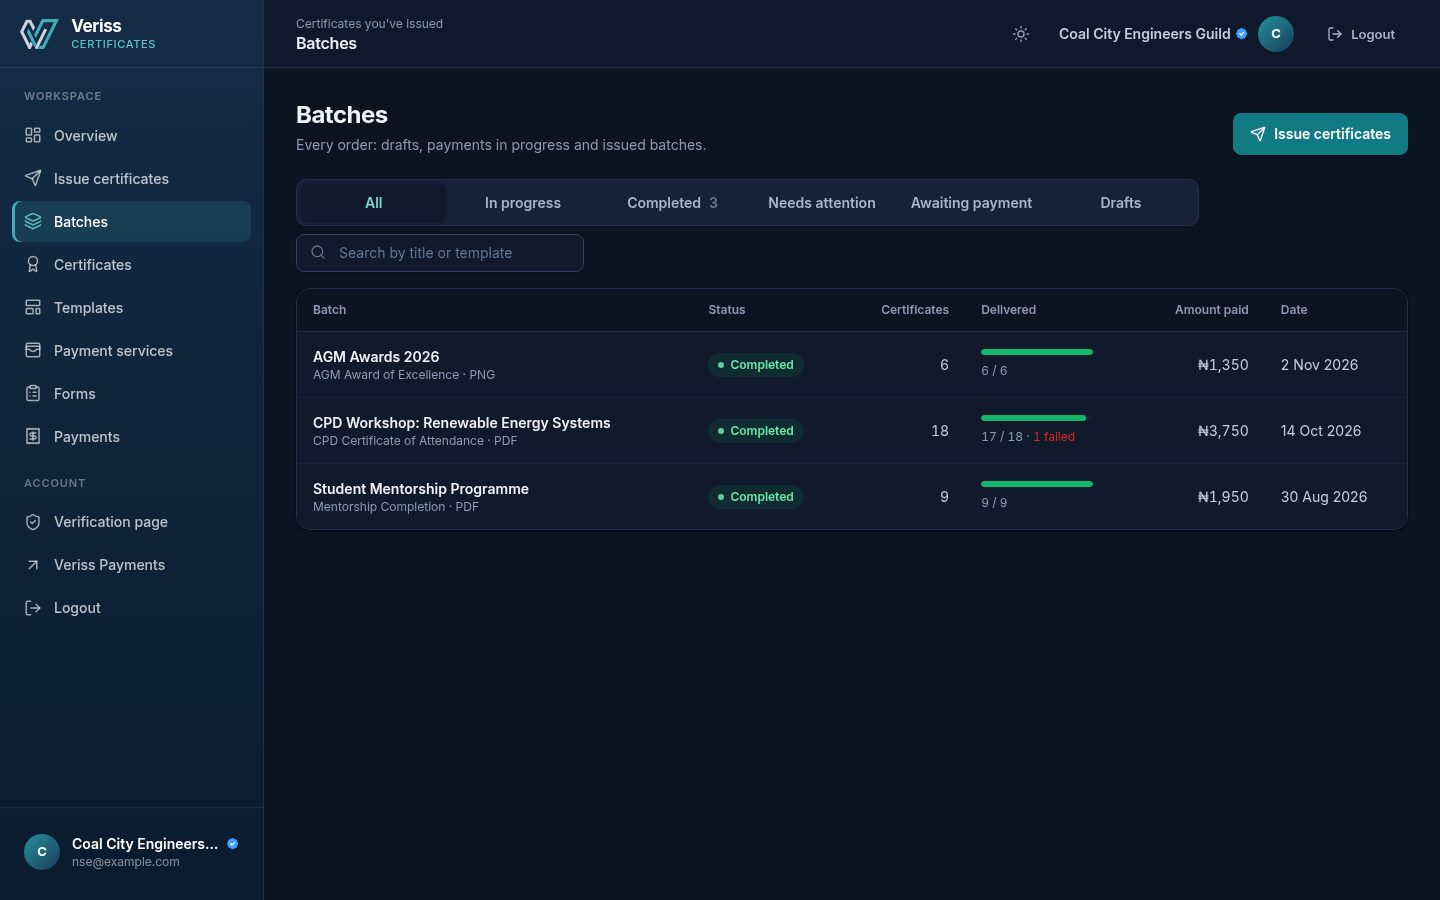 Veriss
CERTIFICATES
WORKSPACE
Overview
Issue certificates
Batches
Certificates
Templates
Payment services
Forms
Payments
ACCOUNT
Verification page
Veriss Payments
Logout
Coal City Engineers...
nse@example.com
Certificates you've issued
Batches
Coal City Engineers Guild
C
Logout
Batches
Every order: drafts, payments in progress and issued batches.
Issue certificates
All
In progress
Completed 3
Needs attention
Awaiting payment
Drafts
Search by title or template
Batch Status Certificates Delivered Amount paid Date
AGM Awards 2026
AGM Award of Excellence · PNG
Completed
6
6 / 6
₦1,350
2 Nov 2026
CPD Workshop: Renewable Energy Systems
CPD Certificate of Attendance · PDF
Completed
18
17 / 18 · 1 failed
₦3,750
14 Oct 2026
Student Mentorship Programme
Mentorship Completion · PDF
Completed
9
9 / 9
₦1,950
30 Aug 2026
C